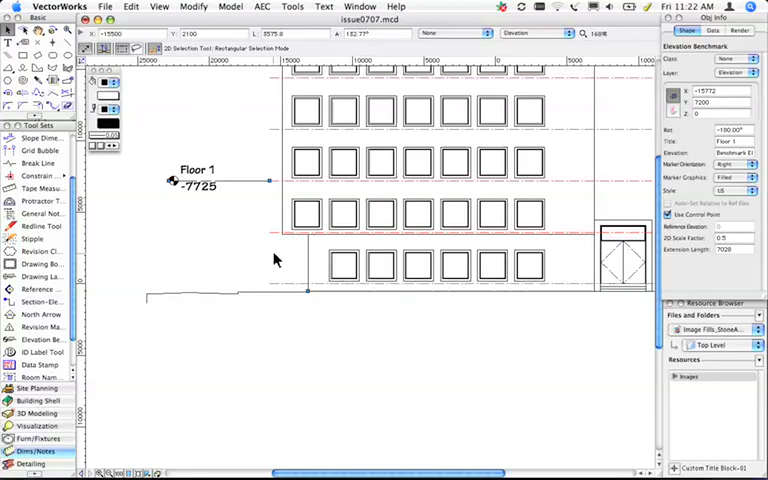 VectorWorks File Edit View Modify Model AEC Tools Text Window Help Fri 11:22 AM
issue0707.mcd
X: -15500 Y: 2100 L: 3575.8 A: 132.77° None Elevation 168%
2D Selection Tool: Rectangular Selection Mode
Basic
Tool Sets
Slope Dime...
Grid Bubble
Break Line
Constrain ...
Tape Measu...
Protractor T...
General Not...
Redline Tool
Stipple
Revision Cl...
Drawing Bo...
Drawing La...
Reference ...
Section-Ele...
North Arrow
Revision Ma...
Elevation Be...
ID Label Tool
Data Stamp
Room Nam...
Site Planning
Building Shell
3D Modeling
Visualization
Furn/Fixtures
Dims/Notes
Detailing
25000 20000 15000 10000 5000 0 5000 1000
10000
5000
0
5000
10000
Floor 1
-7725
Obj Info
Shape Data Render
Elevation Benchmark
Class: None
Layer: Elevation
X -15772
Y: 7200
Z: 0
Rot: -180.00°
Title: Floor 1
Elevation: Benchmark El
Marker Orientation: Right
Marker Graphics: Filled
Style: US
Auto-Set Relative to Ref Elev
Use Control Point
Reference Elevation: 0
2D Scale Factor: 0.5
Extension Length: 7028
Resource Browser
Files and Folders
Image Fills_StoneA...
Top Level
Resources
Images
Custom Title Block-01